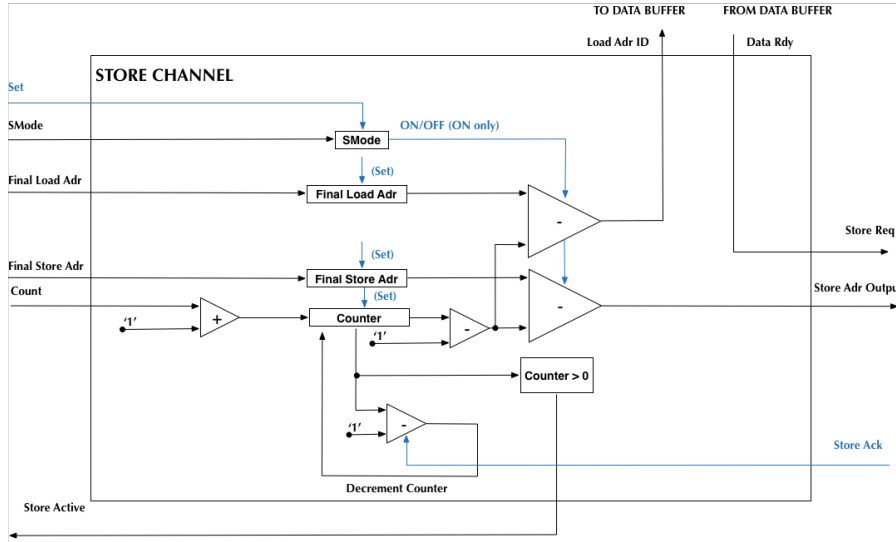 TO DATA BUFFER
FROM DATA BUFFER
Load Adr ID
Data Rdy
STORE CHANNEL
Set
ON/OFF (ON only)
SMode
SMode
(Set)
Final Load Adr
Final Load Adr
-
Store Req
(Set)
Final Store Adr
Final Store Adr
(Set)
Count
Store Adr Output
-
'1'
+
Counter
-
'1'
Counter > 0
'1'
-
Store Ack
Decrement Counter
Store Active